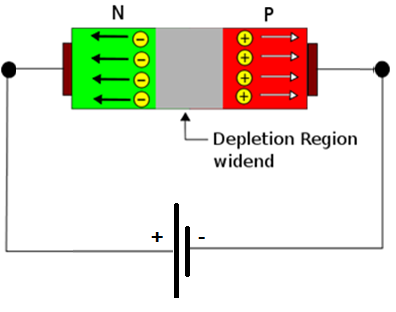 N P
− − − −
+ + + +
Depletion Region
widend
+ -